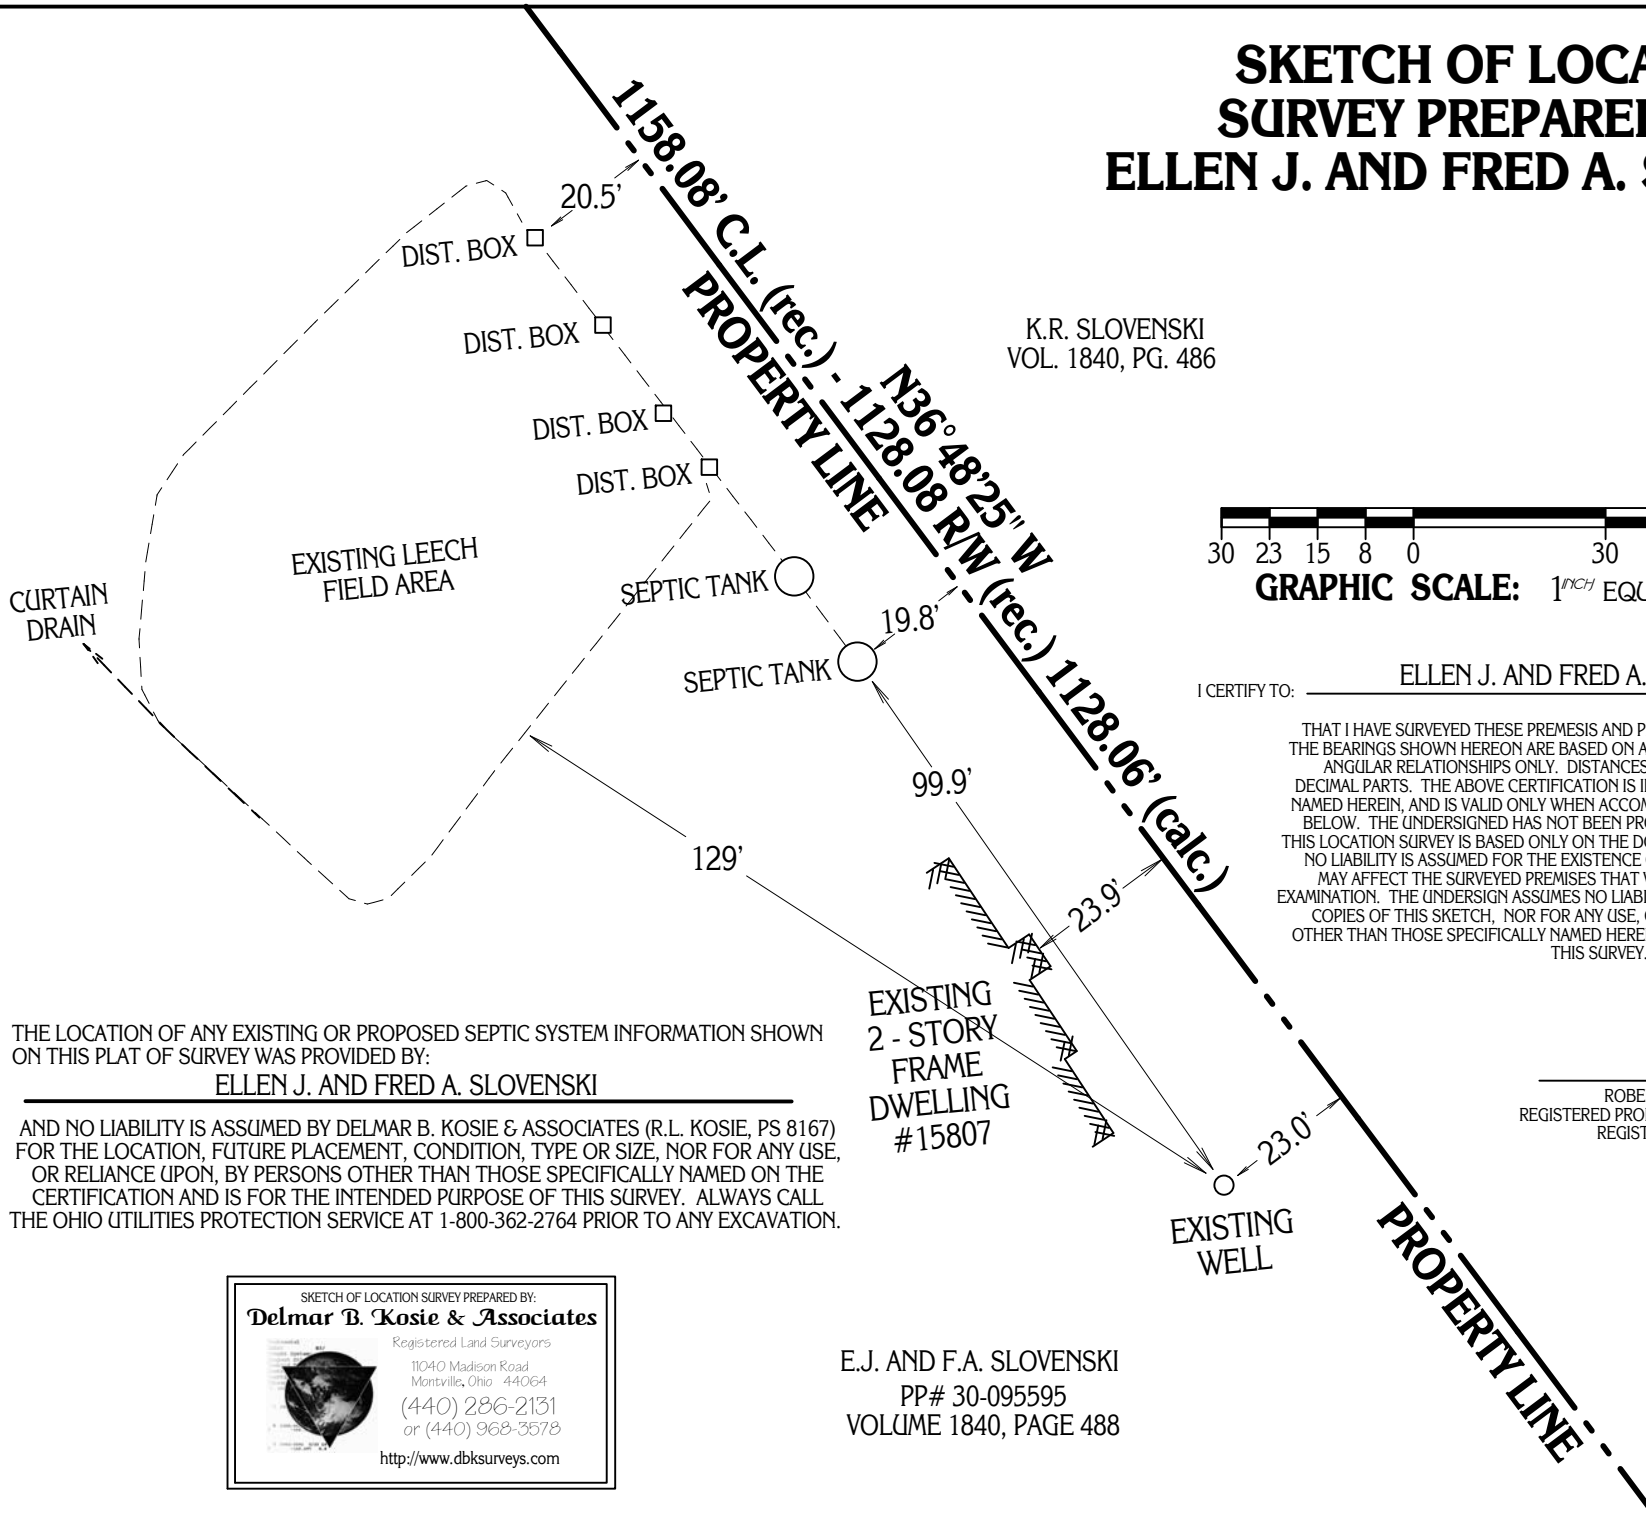 SKETCH OF LOCA
SURVEY PREPARE
ELLEN J. AND FRED A.
1158.08' C.L. (rec.) - 1128.08 R/W (rec.) 1128.06' (calc.)
N36°48'25" W
PROPERTY LINE
20.5'
DIST. BOX
DIST. BOX
DIST. BOX
DIST. BOX
K.R. SLOVENSKI
VOL. 1840, PG. 486
EXISTING LEECH
FIELD AREA
CURTAIN
DRAIN
SEPTIC TANK
SEPTIC TANK
19.8'
30 23 15 8 0 30
GRAPHIC SCALE: 1INCH EQU
99.9'
129'
23.9'
I CERTIFY TO: ELLEN J. AND FRED A.
THAT I HAVE SURVEYED THESE PREMESIS AND P
THE BEARINGS SHOWN HEREON ARE BASED ON A
ANGULAR RELATIONSHIPS ONLY. DISTANCES
DECIMAL PARTS. THE ABOVE CERTIFICATION IS I
NAMED HEREIN, AND IS VALID ONLY WHEN ACCOM
BELOW. THE UNDERSIGNED HAS NOT BEEN PRO
THIS LOCATION SURVEY IS BASED ONLY ON THE D
NO LIABILITY IS ASSUMED FOR THE EXISTENCE
MAY AFFECT THE SURVEYED PREMISES THAT
EXAMINATION. THE UNDERSIGN ASSUMES NO LIAB
COPIES OF THIS SKETCH, NOR FOR ANY USE,
OTHER THAN THOSE SPECIFICALLY NAMED HERE
THIS SURVEY.
EXISTING
2 - STORY
FRAME
DWELLING
#15807
THE LOCATION OF ANY EXISTING OR PROPOSED SEPTIC SYSTEM INFORMATION SHOWN
ON THIS PLAT OF SURVEY WAS PROVIDED BY:
ELLEN J. AND FRED A. SLOVENSKI
AND NO LIABILITY IS ASSUMED BY DELMAR B. KOSIE & ASSOCIATES (R.L. KOSIE, PS 8167)
FOR THE LOCATION, FUTURE PLACEMENT, CONDITION, TYPE OR SIZE, NOR FOR ANY USE,
OR RELIANCE UPON, BY PERSONS OTHER THAN THOSE SPECIFICALLY NAMED ON THE
CERTIFICATION AND IS FOR THE INTENDED PURPOSE OF THIS SURVEY. ALWAYS CALL
THE OHIO UTILITIES PROTECTION SERVICE AT 1-800-362-2764 PRIOR TO ANY EXCAVATION.
ROBE
REGISTERED PRO
REGIST
23.0'
EXISTING
WELL
PROPERTY LINE
SKETCH OF LOCATION SURVEY PREPARED BY:
Delmar B. Kosie & Associates
Registered Land Surveyors
11040 Madison Road
Montville, Ohio 44064
(440) 286-2131
or (440) 968-3578
http://www.dbksurveys.com
E.J. AND F.A. SLOVENSKI
PP# 30-095595
VOLUME 1840, PAGE 488